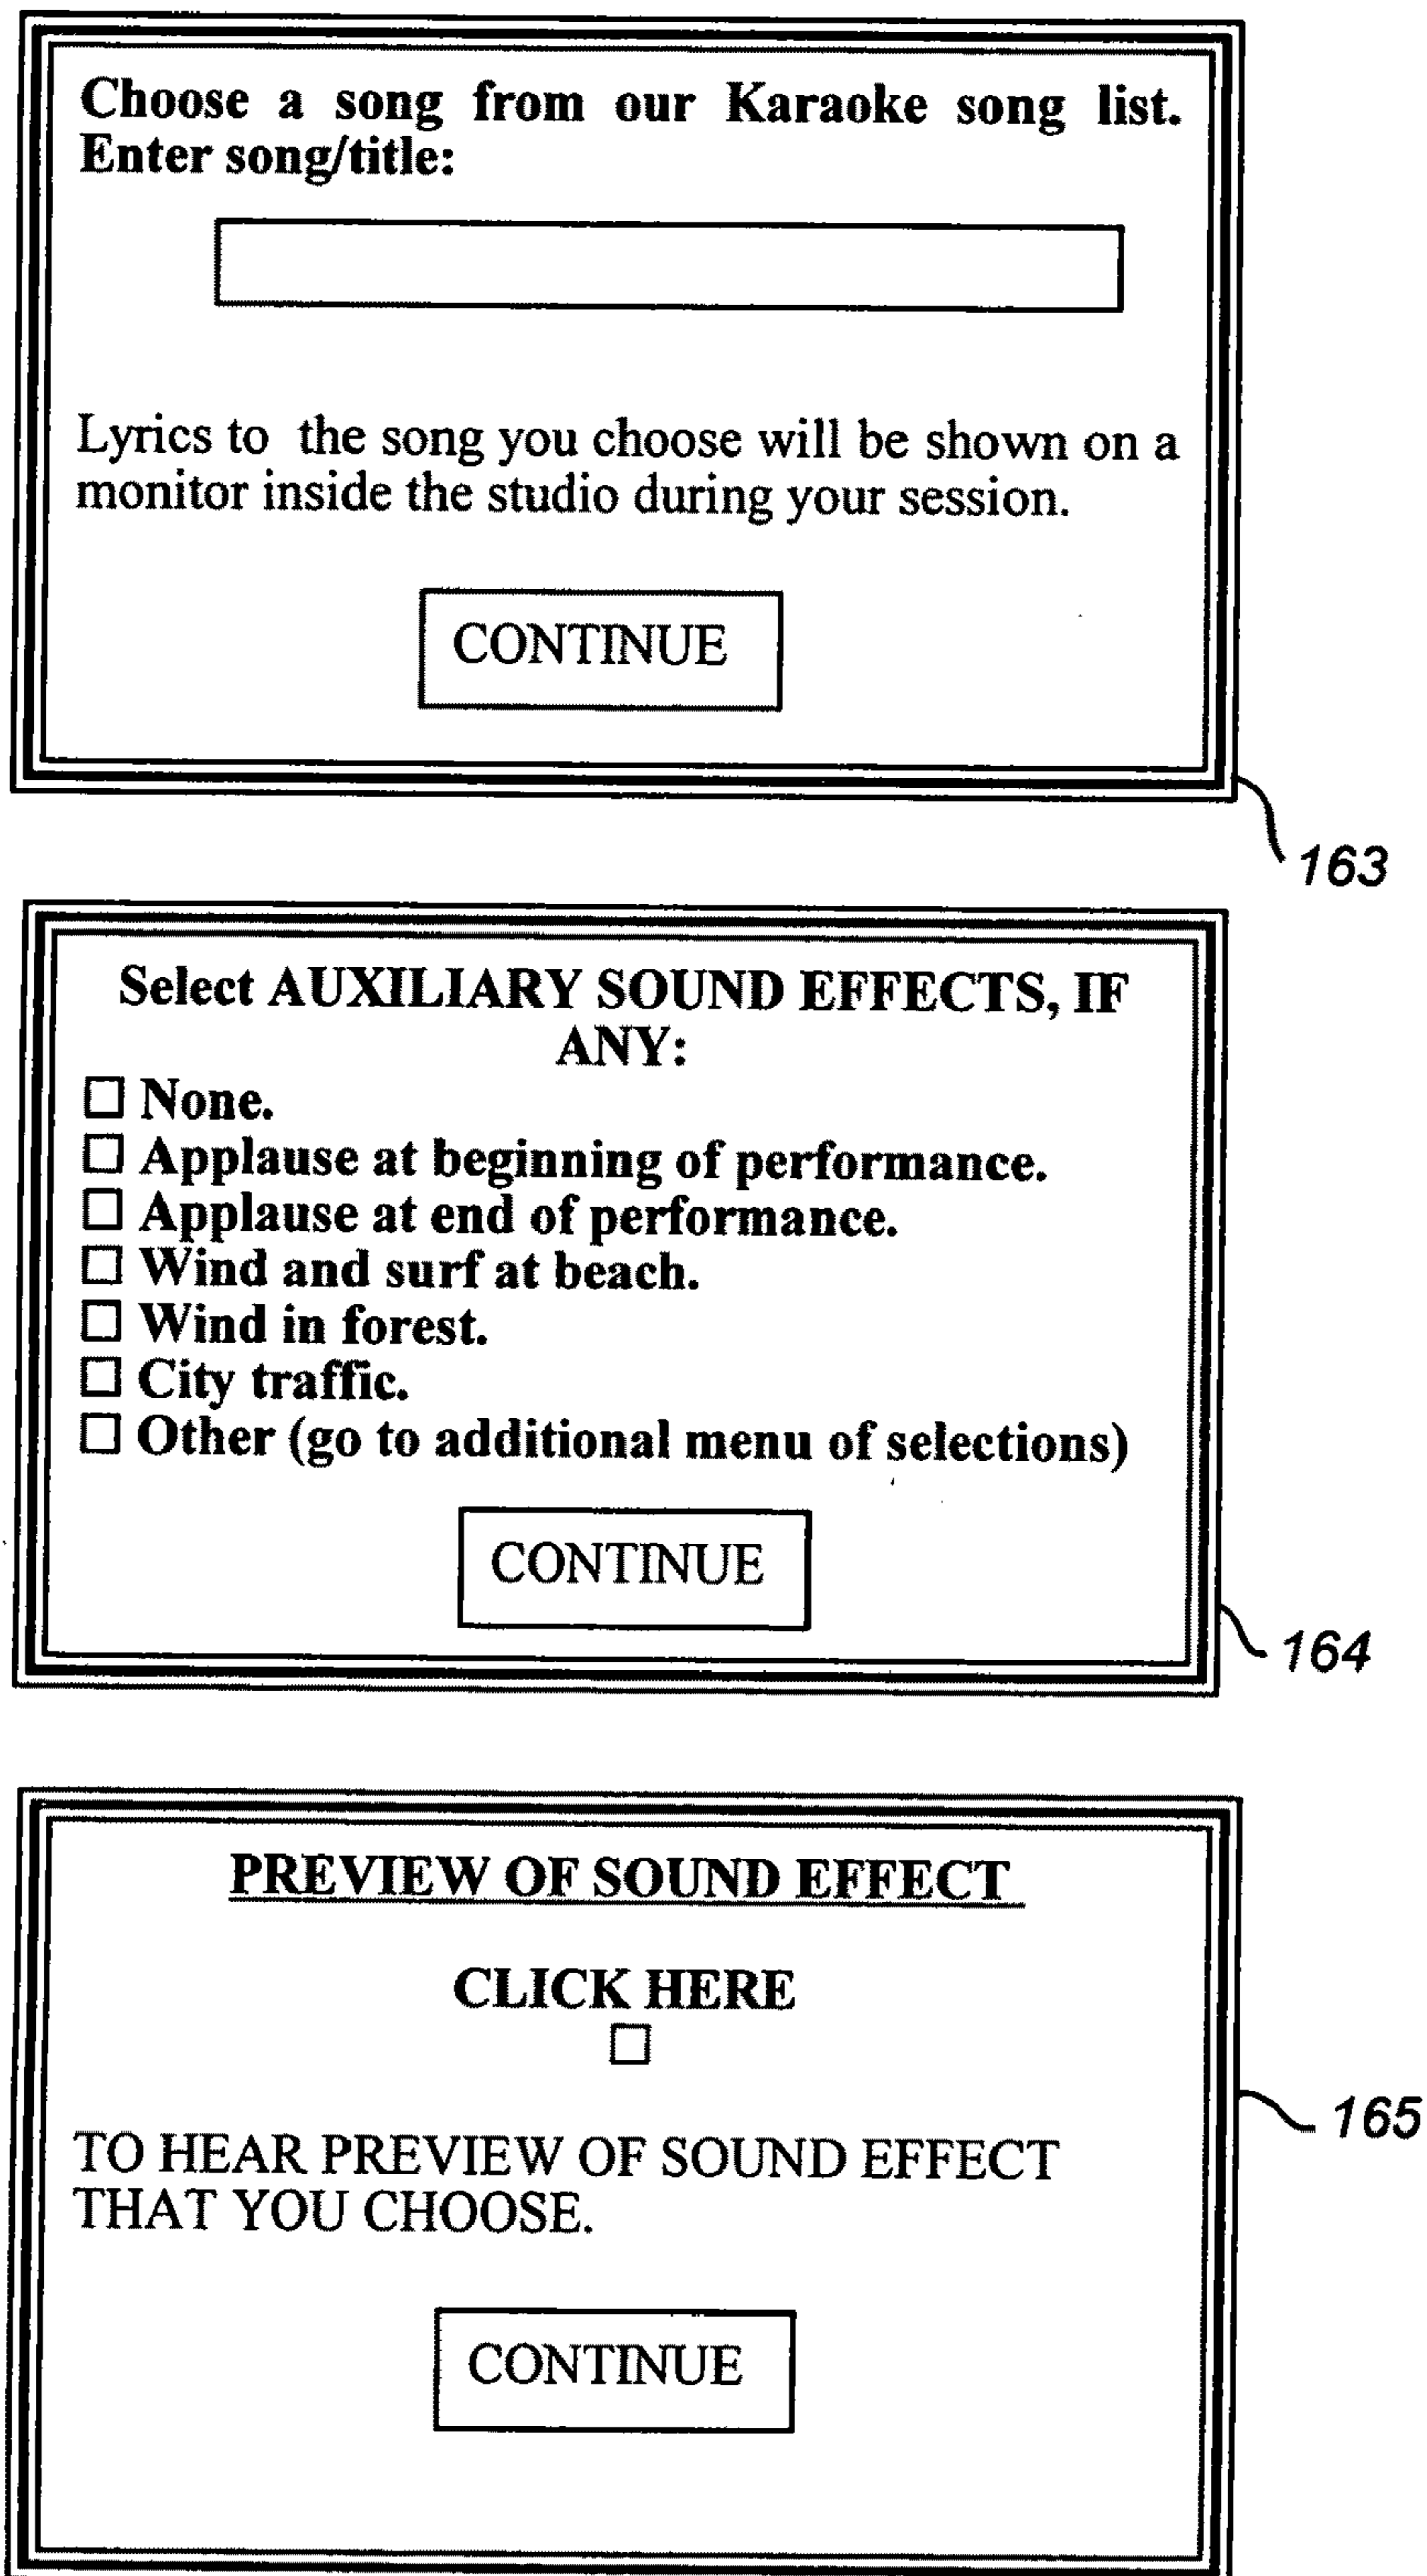 Choose a song from our Karaoke song list.
Enter song/title:
Lyrics to the song you choose will be shown on a
monitor inside the studio during your session.
CONTINUE
163
Select AUXILIARY SOUND EFFECTS, IF
ANY:
☐ None.
☐ Applause at beginning of performance.
☐ Applause at end of performance.
☐ Wind and surf at beach.
☐ Wind in forest.
☐ City traffic.
☐ Other (go to additional menu of selections)
CONTINUE
164
PREVIEW OF SOUND EFFECT
CLICK HERE
☐
165
TO HEAR PREVIEW OF SOUND EFFECT
THAT YOU CHOOSE.
CONTINUE